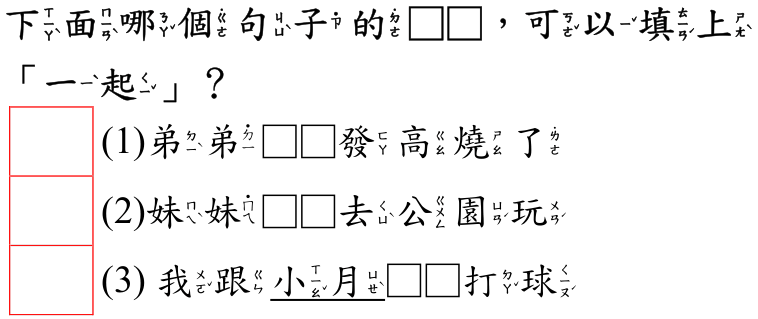 下面哪個句子的□□，可以填上
「一起」？
(1)弟弟□□發高燒了
(2)妹妹□□去公園玩
(3) 我跟小月□□打球